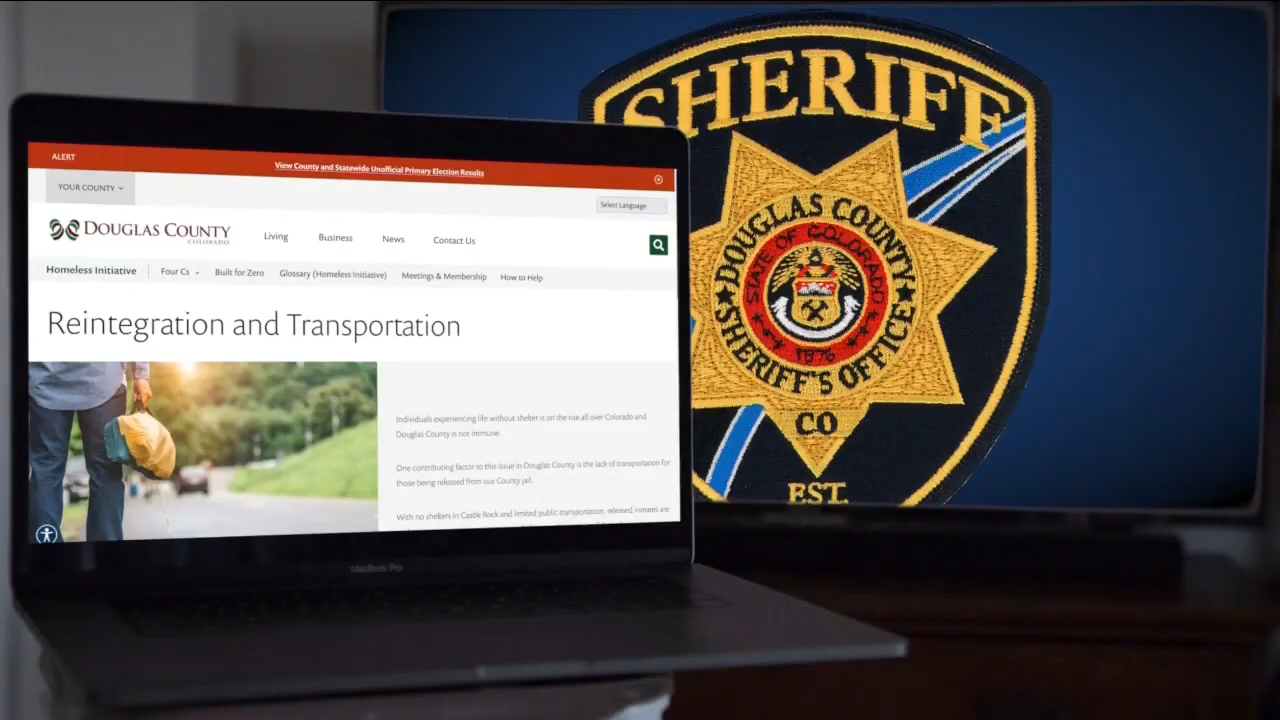 ALERT
View County and Statewide Unofficial Primary Election Results
YOUR COUNTY
Select Language
DOUGLAS COUNTY
COLORADO
Living Business News Contact Us
Homeless Initiative Four Cs Built for Zero Glossary (Homeless Initiative) Meetings & Membership How to Help
Reintegration and Transportation
Individuals experiencing life without shelter is on the rise all over Colorado and
Douglas County is not immune.
One contributing factor to this issue in Douglas County is the lack of transportation for
those being released from our County jail.
With no shelters in Castle Rock and limited public transportation, released inmates are
MacBook Pro
SHERIFF
DOUGLAS COUNTY
STATE OF COLORADO
1876
SHERIFF'S OFFICE
CO
EST.